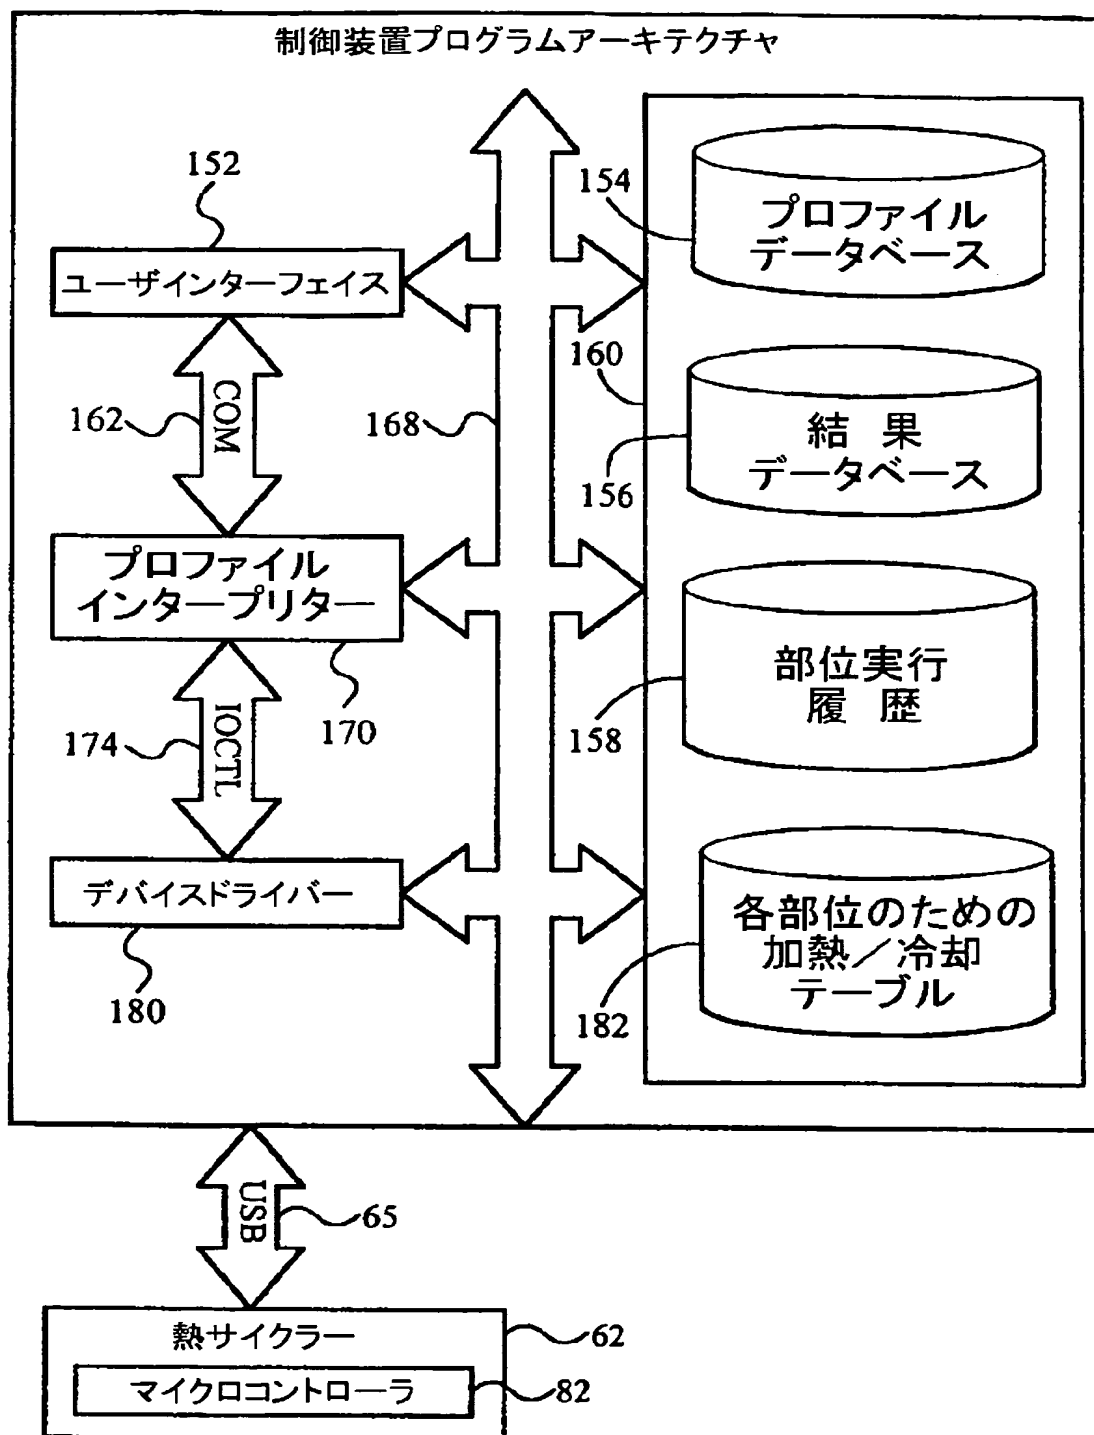 制御装置プログラムアーキテクチャ
152
ユーザインターフェイス
154
プロファイル
データベース
160
162
COM
168
156
結 果
データベース
プロファイル
インタープリター
170
174
IOCTL
158
部位実行
履 歴
デバイスドライバー
180
182
各部位のための
加熱／冷却
テーブル
USB
65
熱サイクラー
62
マイクロコントローラ
82